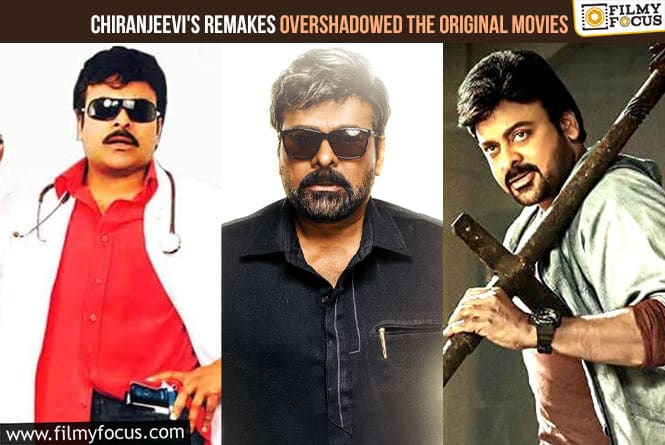 CHIRANJEEVI'S REMAKES OVERSHADOWED THE ORIGINAL MOVIES
FILMY
FOCUS
www.filmyfocus.com